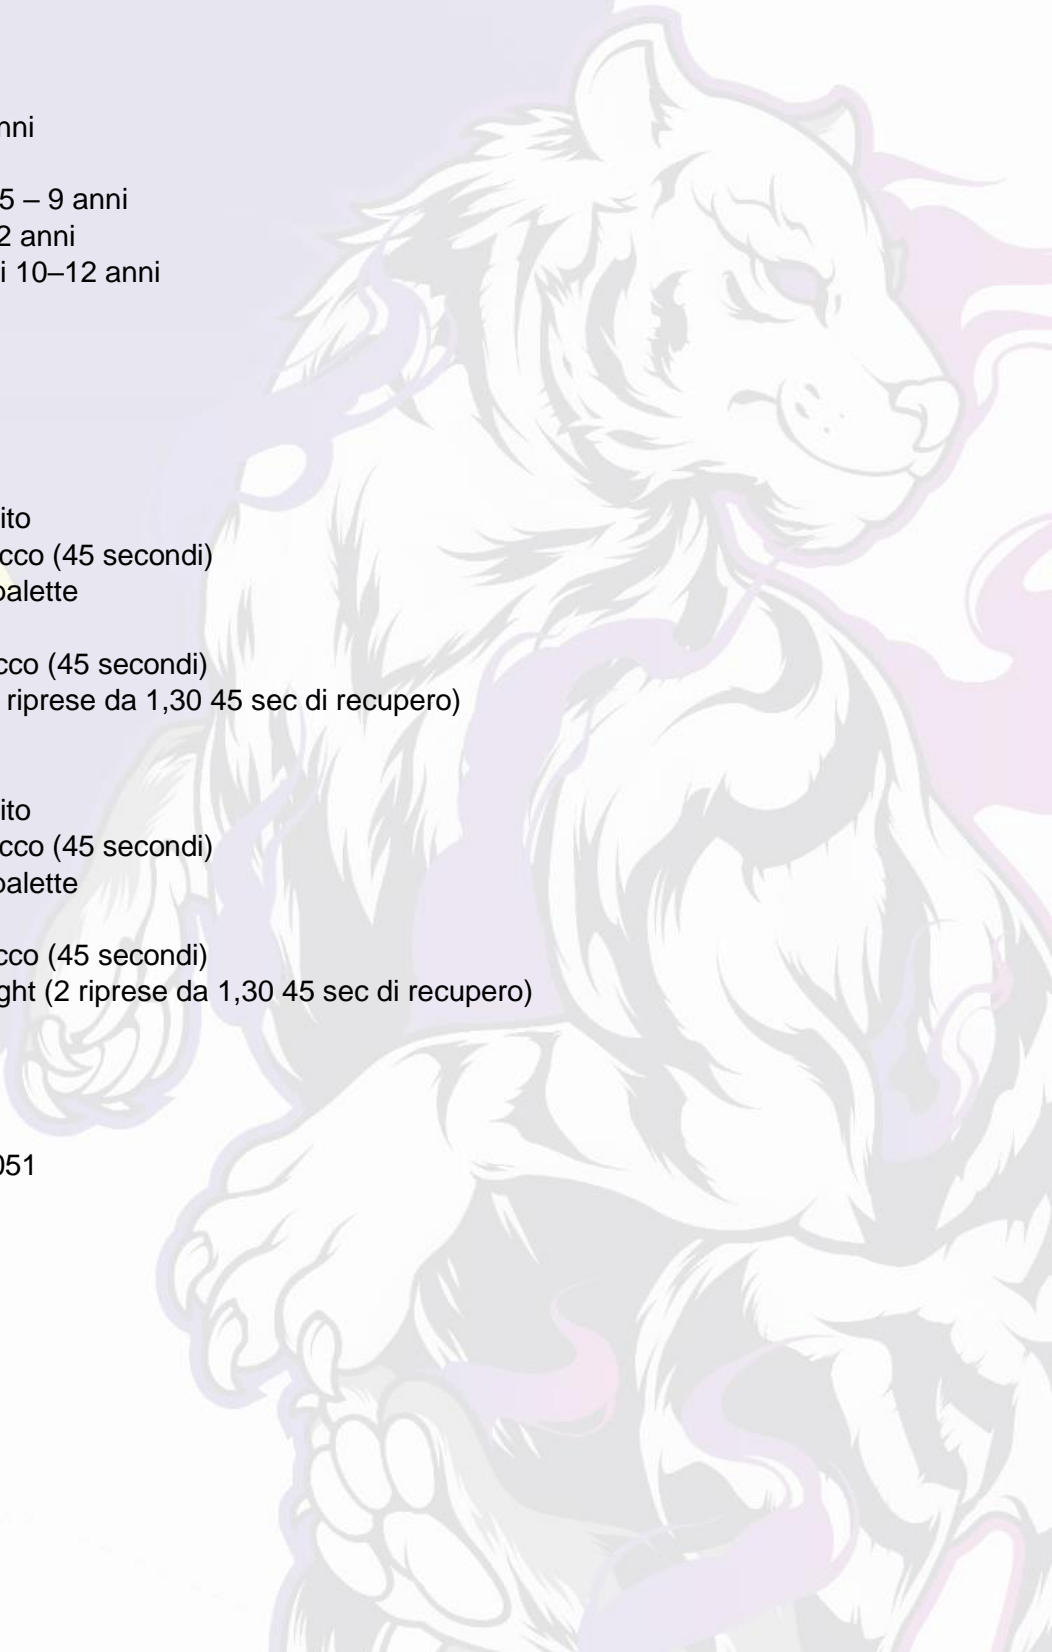 nni
5 – 9 anni
2 anni
i 10–12 anni
ito
cco (45 secondi)
palette
cco (45 secondi)
riprese da 1,30 45 sec di recupero)
ito
cco (45 secondi)
palette
cco (45 secondi)
ght (2 riprese da 1,30 45 sec di recupero)
051